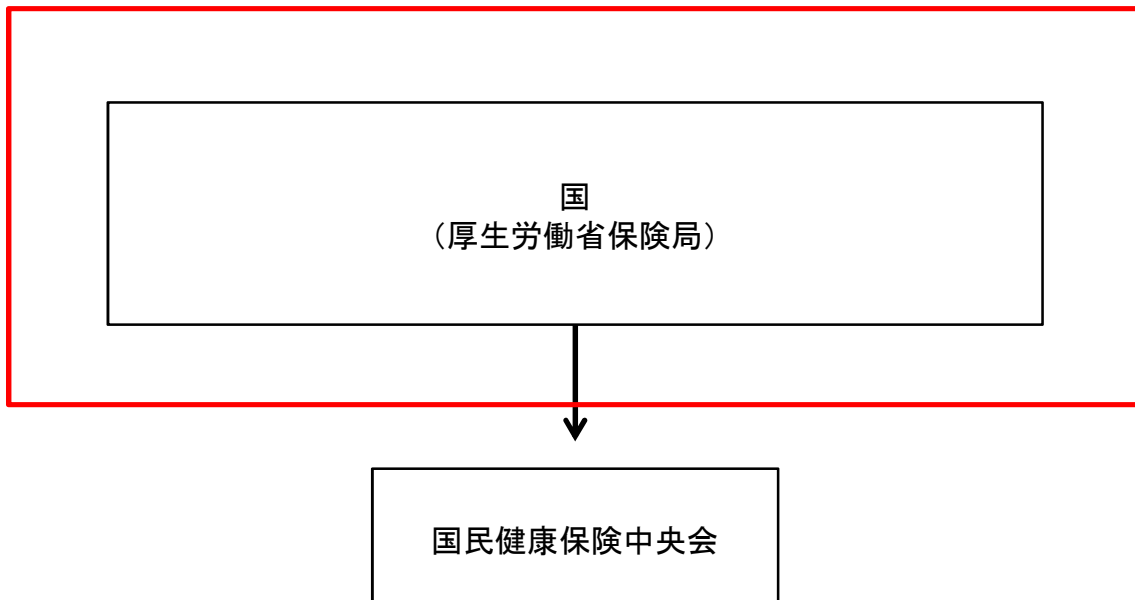 国
（厚生労働省保険局）
国民健康保険中央会